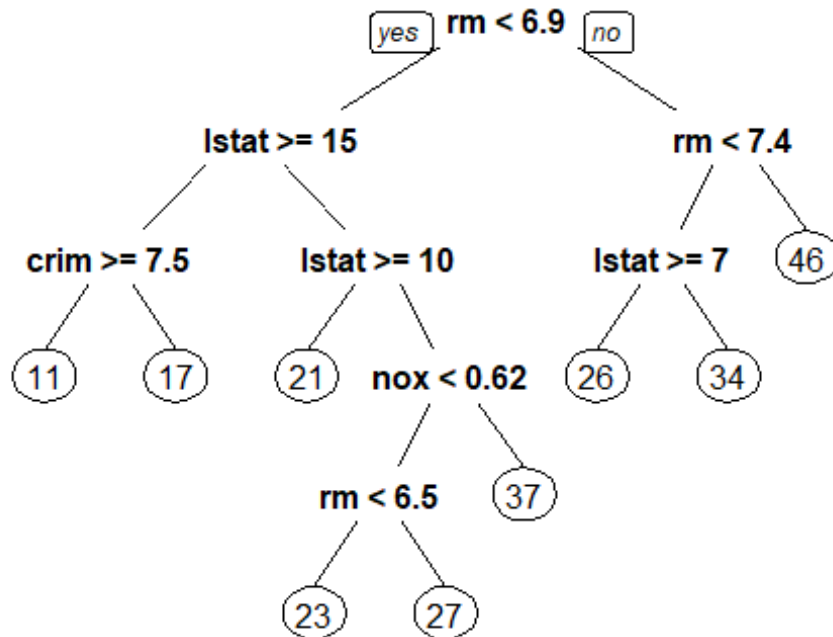 yes rm < 6.9 no
lstat >= 15 rm < 7.4
crim >= 7.5 lstat >= 10 lstat >= 7 46
11 17 21 nox < 0.62 26 34
rm < 6.5 37
23 27